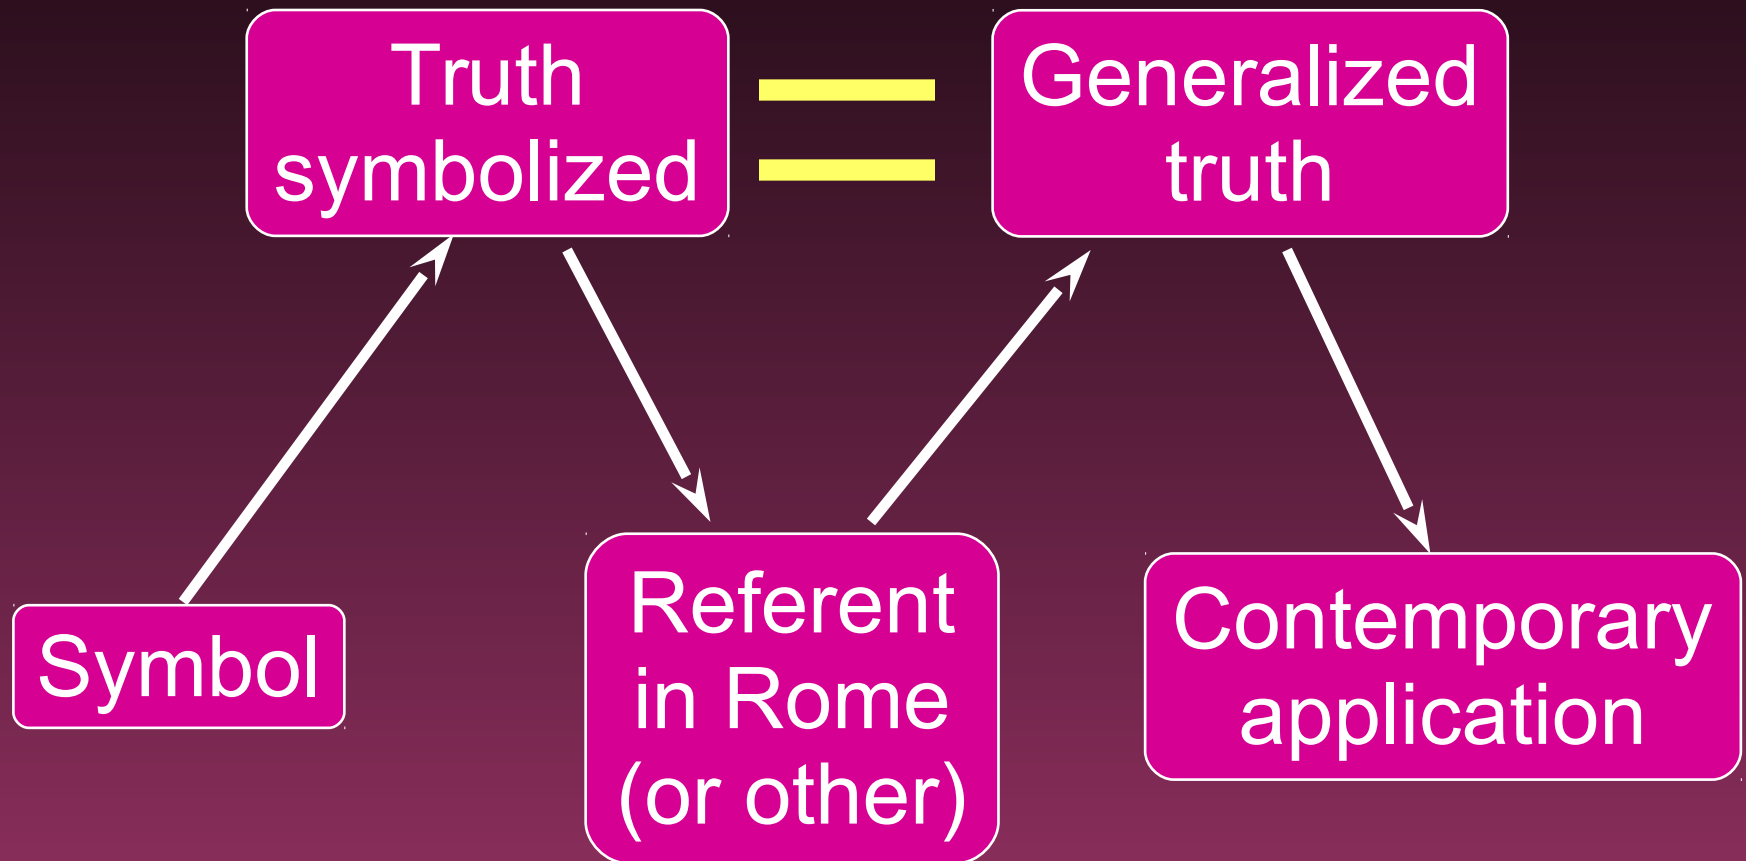 Truth
symbolized
Generalized
truth
Symbol
Referent
in Rome
(or other)
Contemporary
application